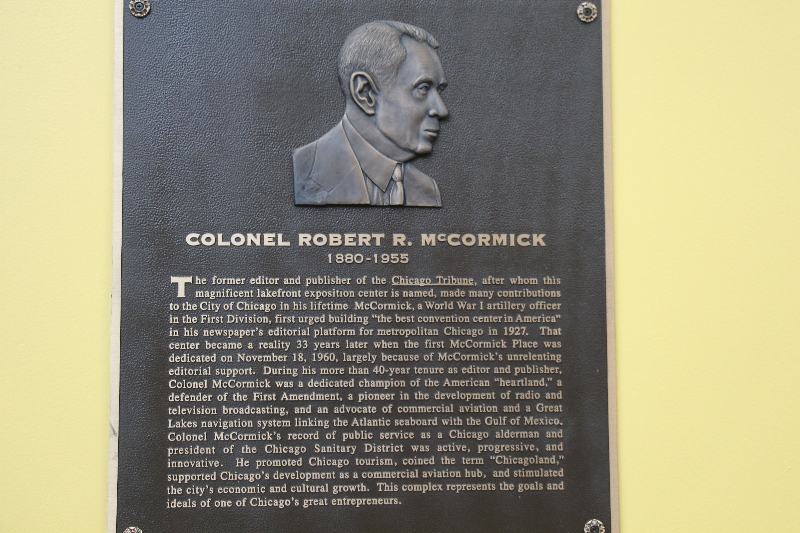 COLONEL ROBERT R. McCORMICK
1880-1955
The former editor and publisher of the Chicago Tribune, after whom this
magnificent lakefront exposition center is named, made many contributions
to the City of Chicago in his lifetime. McCormick, a World War I artillery officer
in the First Division, first urged building "the best convention center in America"
in his newspaper's editorial platform for metropolitan Chicago in 1927. That
center became a reality 33 years later when the first McCormick Place was
dedicated on November 18, 1960, largely because of McCormick's unrelenting
editorial support. During his more than 40-year tenure as editor and publisher,
Colonel McCormick was a dedicated champion of the American "heartland," a
defender of the First Amendment, a pioneer in the development of radio and
television broadcasting, and an advocate of commercial aviation and a Great
Lakes navigation system linking the Atlantic seaboard with the Gulf of Mexico.
Colonel McCormick's record of public service as a Chicago alderman and
president of the Chicago Sanitary District was active, progressive, and
innovative. He promoted Chicago tourism, coined the term "Chicagoland,"
supported Chicago's development as a commercial aviation hub, and stimulated
the city's economic and cultural growth. This complex represents the goals and
ideals of one of Chicago's great entrepreneurs.